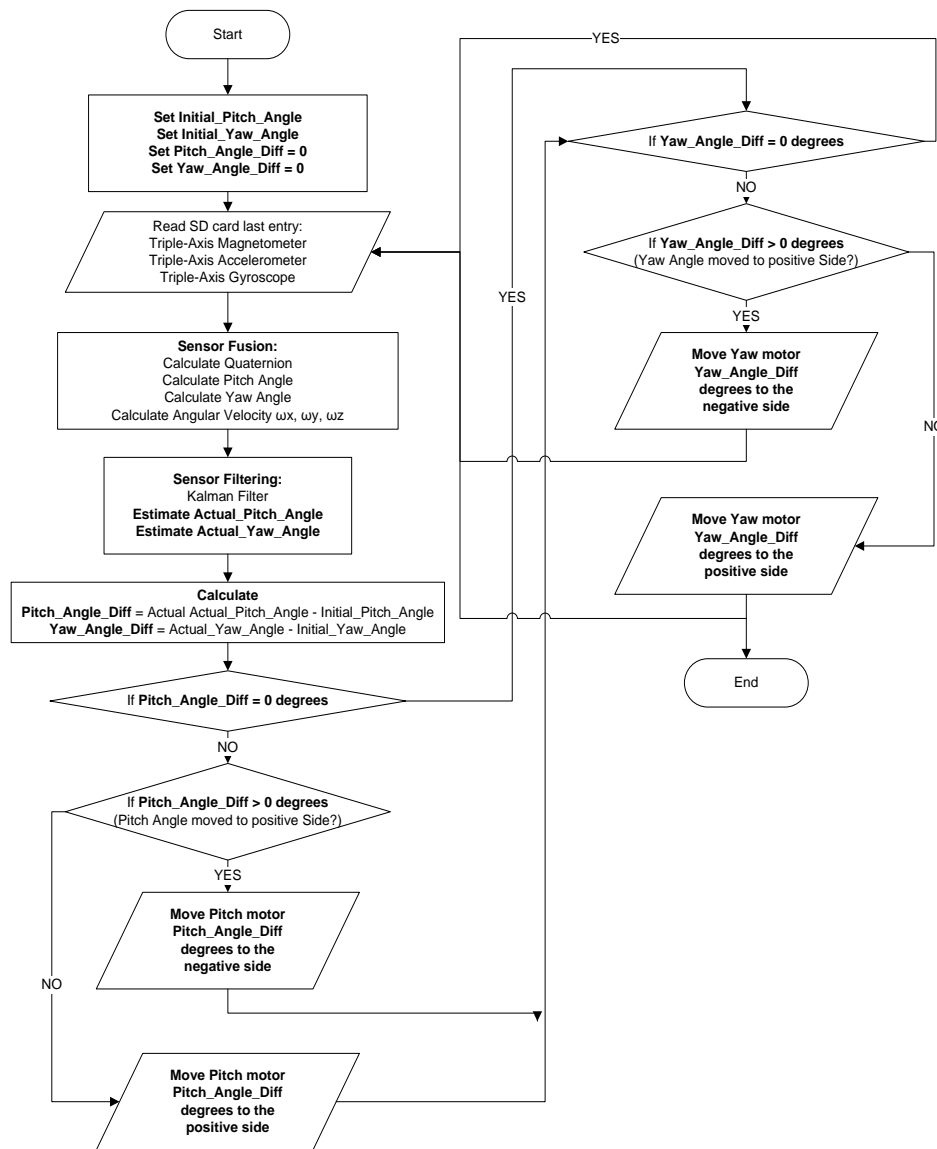 Start
Set Initial_Pitch_Angle
Set Initial_Yaw_Angle
Set Pitch_Angle_Diff = 0
Set Yaw_Angle_Diff = 0
Read SD card last entry:
Triple-Axis Magnetometer
Triple-Axis Accelerometer
Triple-Axis Gyroscope
Sensor Fusion:
Calculate Quaternion
Calculate Pitch Angle
Calculate Yaw Angle
Calculate Angular Velocity ωx, ωy, ωz
Sensor Filtering:
Kalman Filter
Estimate Actual_Pitch_Angle
Estimate Actual_Yaw_Angle
Calculate
Pitch_Angle_Diff = Actual Actual_Pitch_Angle - Initial_Pitch_Angle
Yaw_Angle_Diff = Actual_Yaw_Angle - Initial_Yaw_Angle
If Pitch_Angle_Diff = 0 degrees
NO
If Pitch_Angle_Diff > 0 degrees
(Pitch Angle moved to positive Side?)
YES
Move Pitch motor
Pitch_Angle_Diff
degrees to the
negative side
NO
Move Pitch motor
Pitch_Angle_Diff
degrees to the
positive side
YES
YES
If Yaw_Angle_Diff = 0 degrees
NO
If Yaw_Angle_Diff > 0 degrees
(Yaw Angle moved to positive Side?)
YES
Move Yaw motor
Yaw_Angle_Diff
degrees to the
negative side
NO
Move Yaw motor
Yaw_Angle_Diff
degrees to the
positive side
End